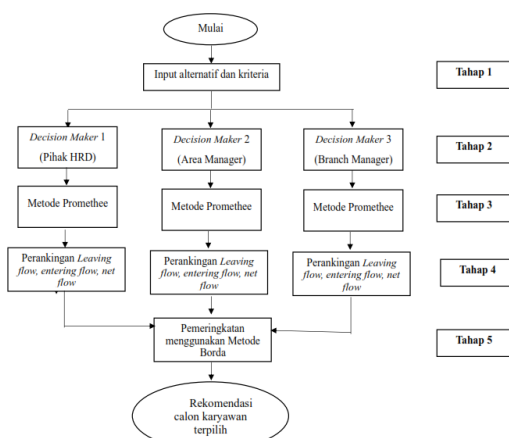 Mulai
Input alternatif dan kriteria
Tahap 1
Decision Maker 1
(Pihak HRD)
Decision Maker 2
(Area Manager)
Decision Maker 3
(Branch Manager)
Tahap 2
Metode Promethee
Metode Promethee
Metode Promethee
Tahap 3
Perankingan Leaving
flow, entering flow, net
flow
Perankingan Leaving
flow, entering flow, net
flow
Perankingan Leaving
flow, entering flow, net
flow
Tahap 4
Pemeringkatan
menggunakan Metode
Borda
Tahap 5
Rekomendasi
calon karyawan
terpilih